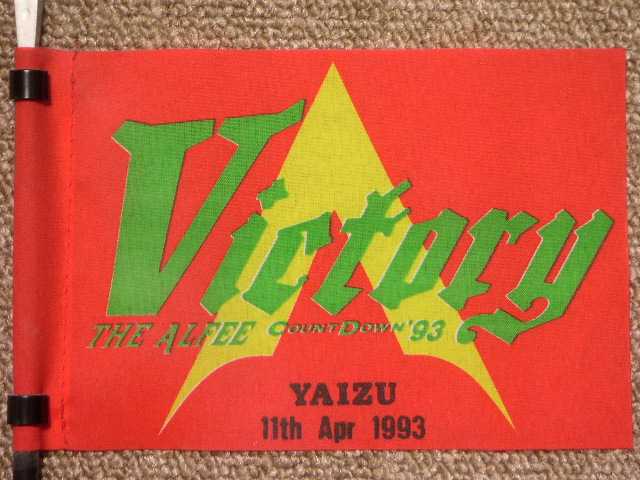 Victory
THE ALFEE COUNTDOWN '93
YAIZU
11th Apr 1993